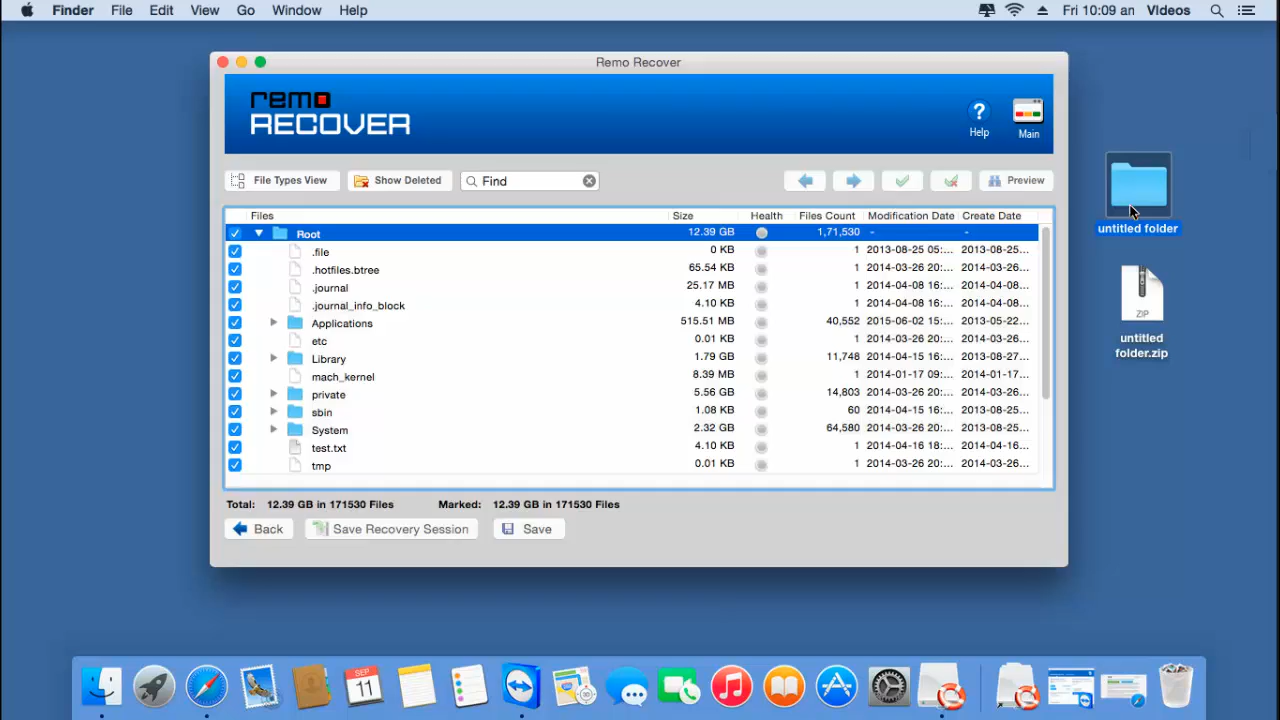 Finder File Edit View Go Window Help Fri 10:09 an Videos
Remo Recover
remo
RECOVER
Help Main
File Types View Show Deleted Find Preview
Files Size Health Files Count Modification Date Create Date
Root 12.39 GB 1,71,530 - -
.file 0 KB 1 2013-08-25 05:... 2013-08-25...
.hotfiles.btree 65.54 KB 1 2014-03-26 20:... 2014-03-26...
.journal 25.17 MB 1 2014-04-08 16:... 2014-04-08...
.journal_info_block 4.10 KB 1 2014-04-08 16:... 2014-04-08...
Applications 515.51 MB 40,552 2015-06-02 15:... 2013-05-22...
etc 0.01 KB 1 2014-03-26 20:... 2014-03-26...
Library 1.79 GB 11,748 2014-04-15 16:... 2013-08-27...
mach_kernel 8.39 MB 1 2014-01-17 09:... 2014-01-17...
private 5.56 GB 14,803 2014-03-26 20:... 2014-03-26...
sbin 1.08 KB 60 2014-04-15 16:... 2013-08-25...
System 2.32 GB 64,580 2014-03-26 20:... 2014-03-26...
test.txt 4.10 KB 1 2014-04-16 18:... 2014-04-16...
tmp 0.01 KB 1 2014-03-26 20:... 2014-03-26...
Total: 12.39 GB in 171530 Files Marked: 12.39 GB in 171530 Files
Back Save Recovery Session Save
untitled folder
ZIP
untitled
folder.zip
SEP
11